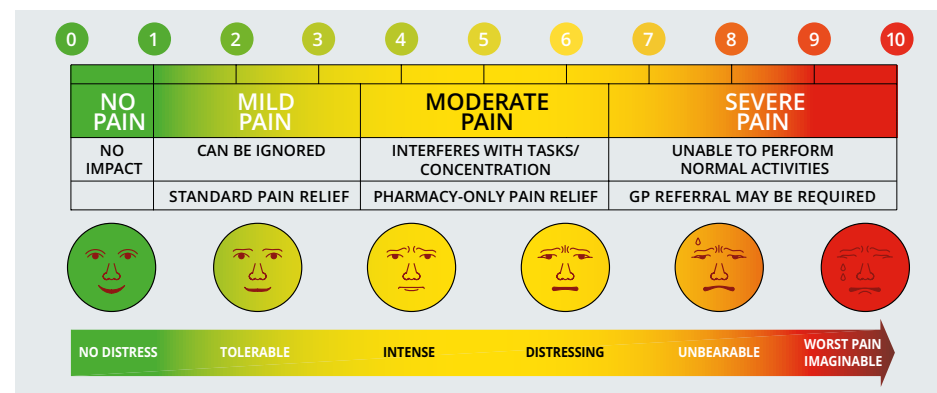 0 1 2 3 4 5 6 7 8 9 10
NO PAIN
MILD PAIN
MODERATE PAIN
SEVERE PAIN
NO IMPACT
CAN BE IGNORED
INTERFERES WITH TASKS/
CONCENTRATION
UNABLE TO PERFORM
NORMAL ACTIVITIES
STANDARD PAIN RELIEF
PHARMACY-ONLY PAIN RELIEF
GP REFERRAL MAY BE REQUIRED
NO DISTRESS
TOLERABLE
INTENSE
DISTRESSING
UNBEARABLE
WORST PAIN
IMAGINABLE